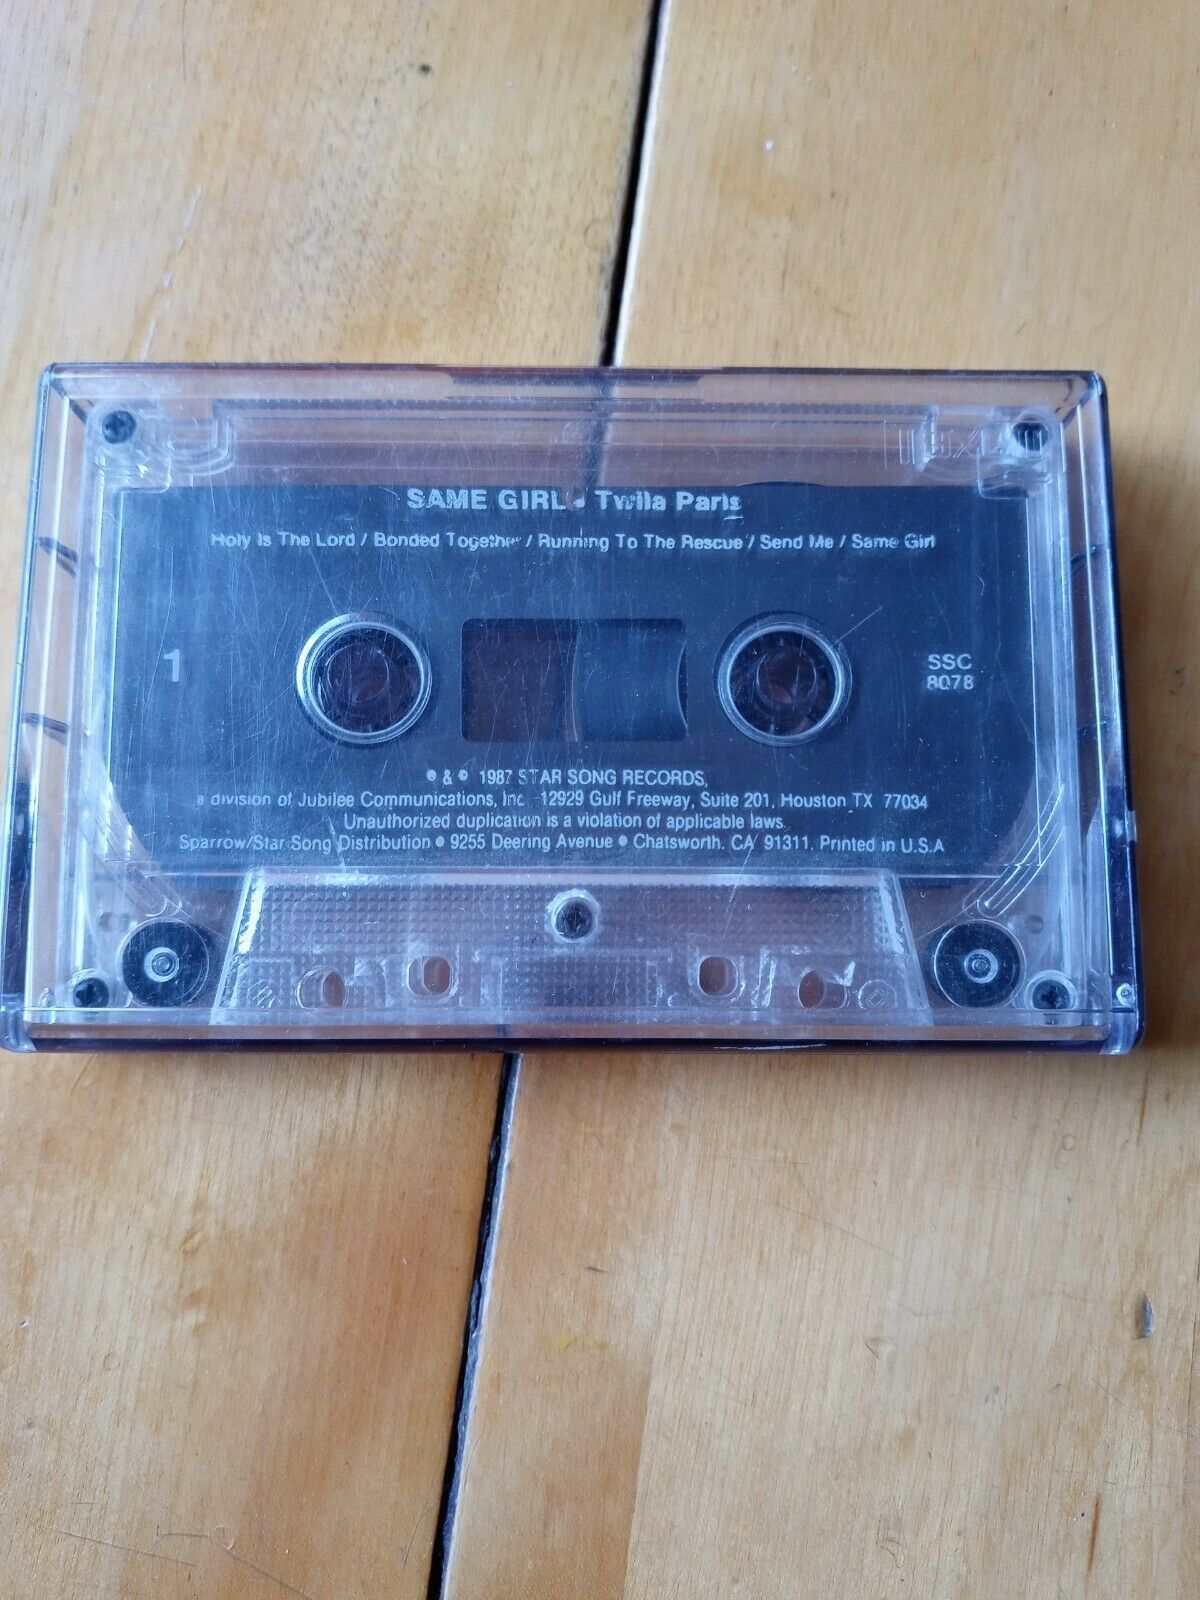 SAME GIRL • Twila Paris
Holy Is The Lord / Bonded Together / Running To The Rescue / Send Me / Same Girl
1
SSC
8078
℗ & © 1987 STAR SONG RECORDS,
a division of Jubilee Communications, Inc. 12929 Gulf Freeway, Suite 201, Houston TX 77034
Unauthorized duplication is a violation of applicable laws.
Sparrow/Star Song Distribution • 9255 Deering Avenue • Chatsworth, CA 91311. Printed in U.S.A